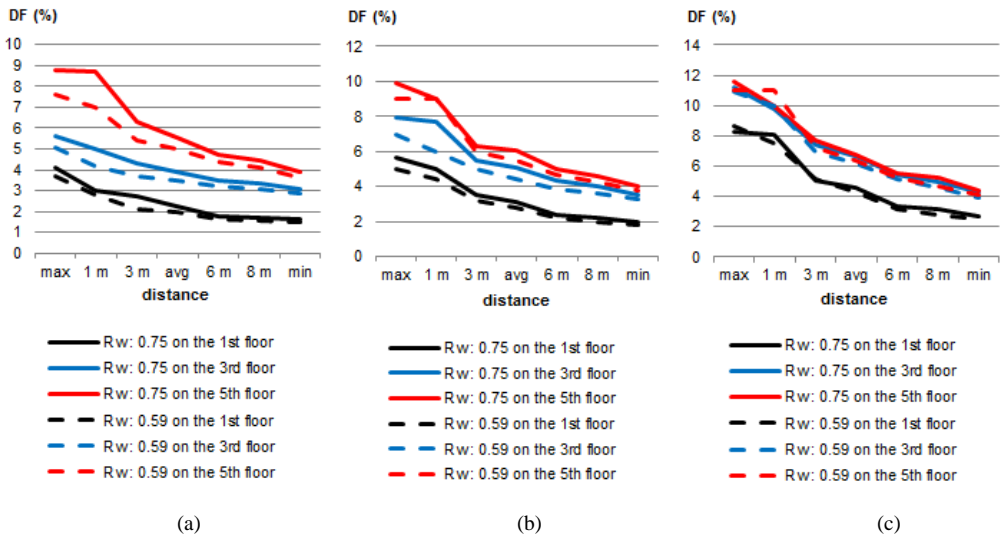 DF (%)
10
9
8
7
6
5
4
3
2
1
0
max 1 m 3 m avg 6 m 8 m min
distance
Rw: 0.75 on the 1st floor
Rw: 0.75 on the 3rd floor
Rw: 0.75 on the 5th floor
Rw: 0.59 on the 1st floor
Rw: 0.59 on the 3rd floor
Rw: 0.59 on the 5th floor
(a)
DF (%)
12
10
8
6
4
2
0
max 1 m 3 m avg 6 m 8 m min
distance
Rw: 0.75 on the 1st floor
Rw: 0.75 on the 3rd floor
Rw: 0.75 on the 5th floor
Rw: 0.59 on the 1st floor
Rw: 0.59 on the 3rd floor
Rw: 0.59 on the 5th floor
(b)
DF (%)
14
12
10
8
6
4
2
0
max 1 m 3 m avg 6 m 8 m min
distance
Rw: 0.75 on the 1st floor
Rw: 0.75 on the 3rd floor
Rw: 0.75 on the 5th floor
Rw: 0.59 on the 1st floor
Rw: 0.59 on the 3rd floor
Rw: 0.59 on the 5th floor
(c)